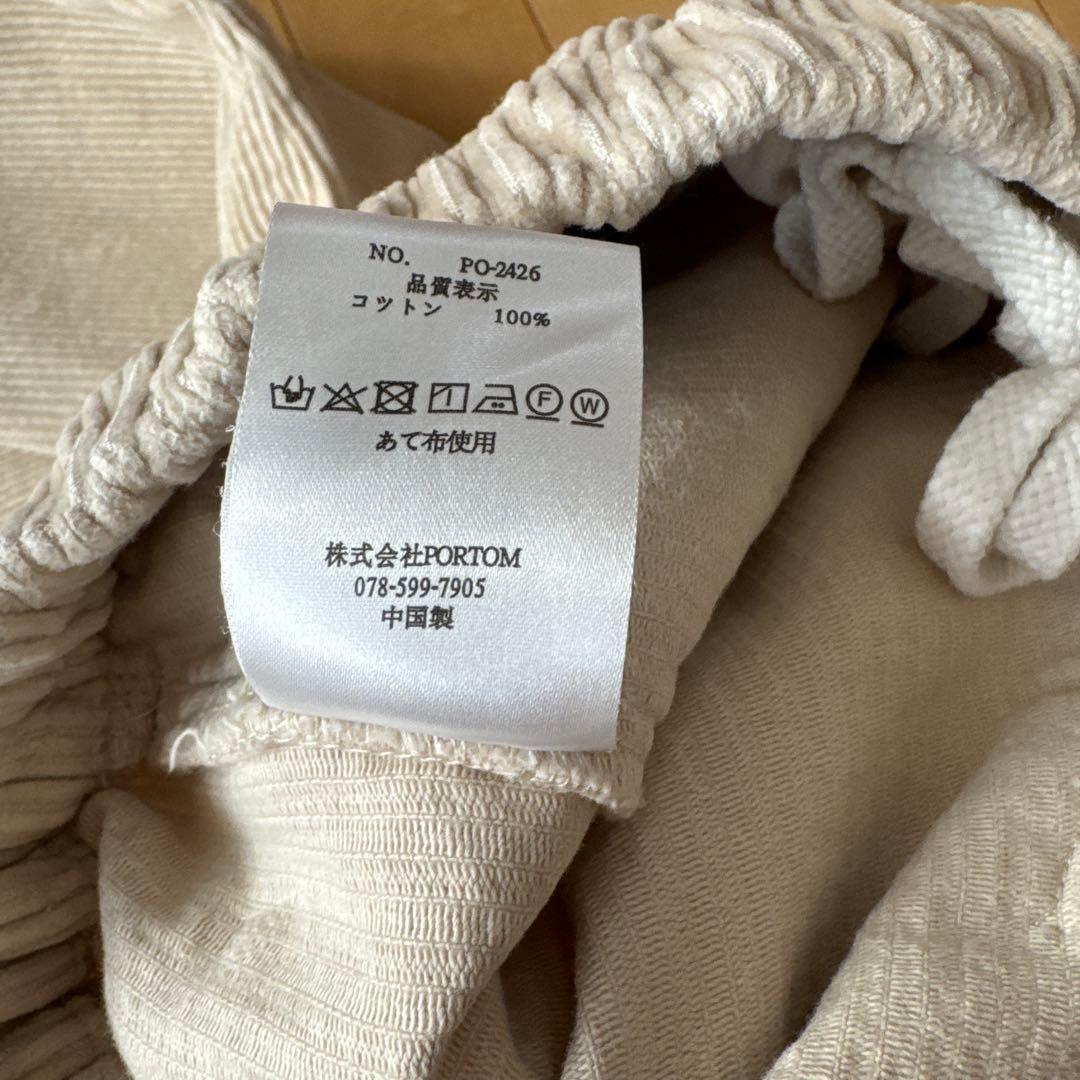 NO. PO-2426
品質表示
コットン 100%
F W
あて布使用
株式会社PORTOM
078-599-7905
中国製